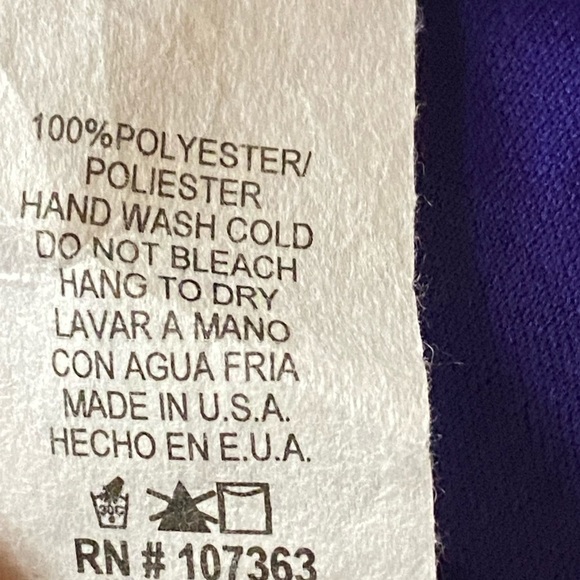 100%POLYESTER/
POLIESTER
HAND WASH COLD
DO NOT BLEACH
HANG TO DRY
LAVAR A MANO
CON AGUA FRIA
MADE IN U.S.A.
HECHO EN E.U.A.
30C
RN # 107363